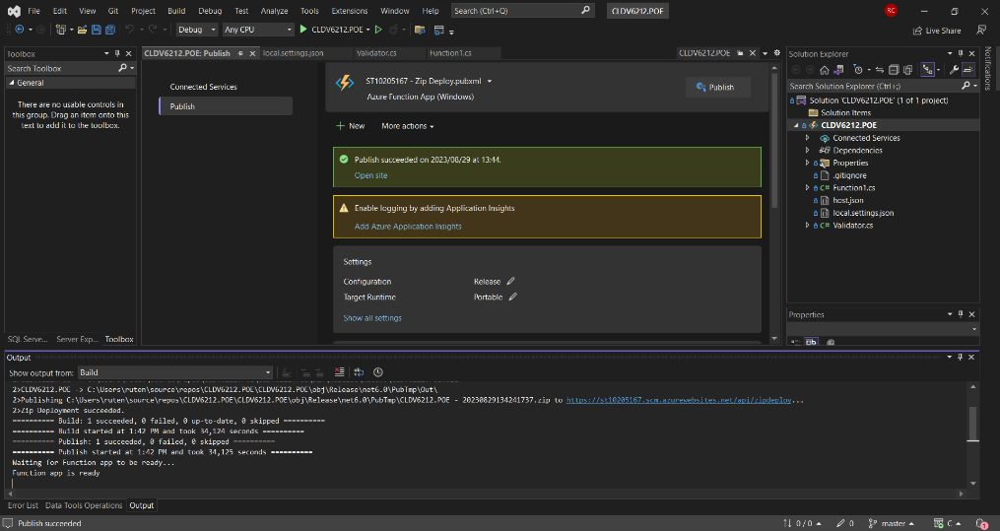 File Edit View Git Project Build Debug Test Analyze Tools Extensions Window Help Search (Ctrl+Q) CLDV6212.POE RC
Debug Any CPU CLDV6212.POE Live Share
Toolbox
Search Toolbox
General
There are no usable controls in
this group. Drag an item onto this
text to add it to the toolbox.
SQL Serve... Server Exp... Toolbox
CLDV6212.POE: Publish local.settings.json Validator.cs Function1.cs CLDV6212.POE
Connected Services
Publish
ST10205167 - Zip Deploy.pubxml
Azure Function App (Windows)
Publish
New More actions
Publish succeeded on 2023/08/29 at 13:44.
Open site
Enable logging by adding Application Insights
Add Azure Application Insights
Settings
Configuration Release
Target Runtime Portable
Show all settings
Solution Explorer
Search Solution Explorer (Ctrl+;)
Solution 'CLDV6212.POE' (1 of 1 project)
Solution Items
CLDV6212.POE
Connected Services
Dependencies
Properties
.gitignore
C# Function1.cs
host.json
local.settings.json
C# Validator.cs
Properties
Notifications
Output
Show output from: Build
2>CLDV6212.POE -> C:\Users\ruten\source\repos\CLDV6212.POE\CLDV6212.POE\obj\Release\net6.0\PubTmp\Out\
2>Publishing C:\Users\ruten\source\repos\CLDV6212.POE\CLDV6212.POE\obj\Release\net6.0\PubTmp\CLDV6212.POE - 20230829134241737.zip to https://st10205167.scm.azurewebsites.net/api/zipdeploy...
2>Zip Deployment succeeded.
========== Build: 1 succeeded, 0 failed, 0 up-to-date, 0 skipped ==========
========== Build started at 1:42 PM and took 34,124 seconds ==========
========== Publish: 1 succeeded, 0 failed, 0 skipped ==========
========== Publish started at 1:42 PM and took 34,125 seconds ==========
Waiting for Function app to be ready...
Function app is ready
Error List Data Tools Operations Output
Publish succeeded 0 / 0 0 master C 1